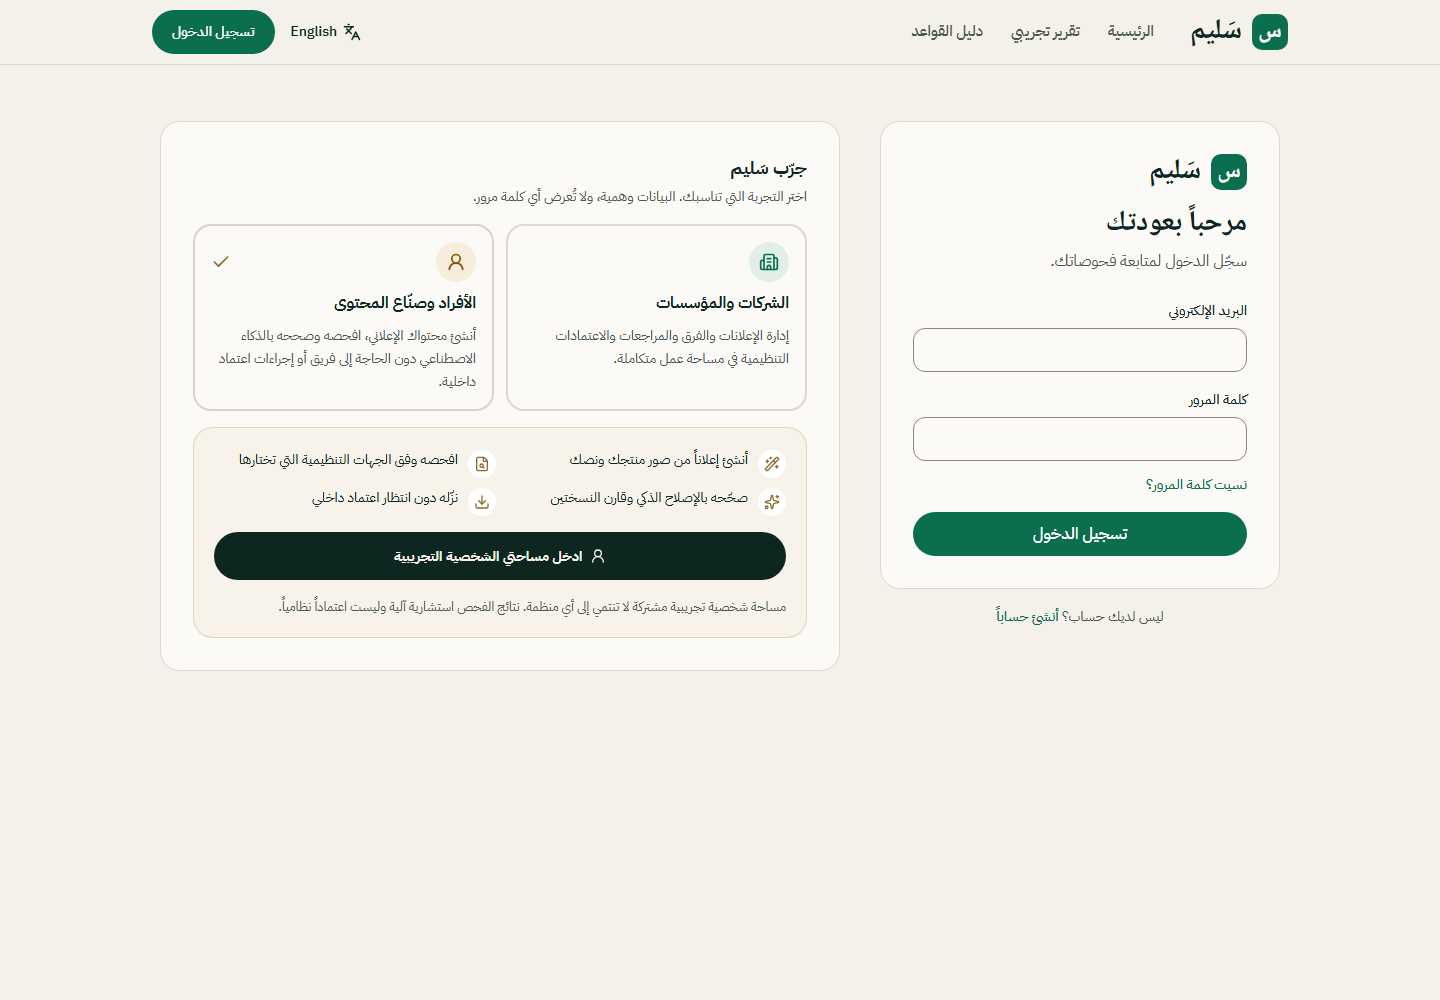 س سَليم
الرئيسية
تقرير تجريبي
دليل القواعد
English
تسجيل الدخول
س سَليم
مرحباً بعودتك
سجّل الدخول لمتابعة فحوصاتك.
البريد الإلكتروني
كلمة المرور
نسيت كلمة المرور؟
تسجيل الدخول
ليس لديك حساب؟ أنشئ حساباً
جرّب سَليم
اختر التجربة التي تناسبك. البيانات وهمية، ولا تُعرض أي كلمة مرور.
الشركات والمؤسسات
إدارة الإعلانات والفرق والمراجعات والاعتمادات
التنظيمية في مساحة عمل متكاملة.
الأفراد وصنّاع المحتوى
أنشئ محتواك الإعلاني، افحصه وصححه بالذكاء
الاصطناعي دون الحاجة إلى فريق أو إجراءات اعتماد
داخلية.
أنشئ إعلاناً من صور منتجك ونصك
افحصه وفق الجهات التنظيمية التي تختارها
صحّحه بالإصلاح الذكي وقارن النسختين
نزّله دون انتظار اعتماد داخلي
ادخل مساحتي الشخصية التجريبية
مساحة شخصية تجريبية مشتركة لا تنتمي إلى أي منظمة. نتائج الفحص استشارية آلية وليست اعتماداً نظامياً.